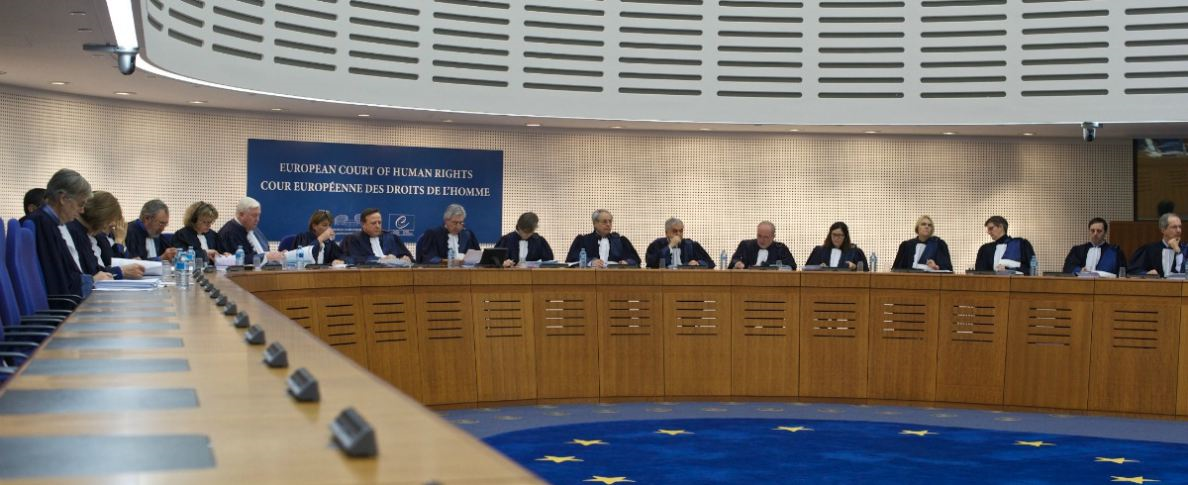 EUROPEAN COURT OF HUMAN RIGHTS
COUR EUROPÉENNE DES DROITS DE L'HOMME